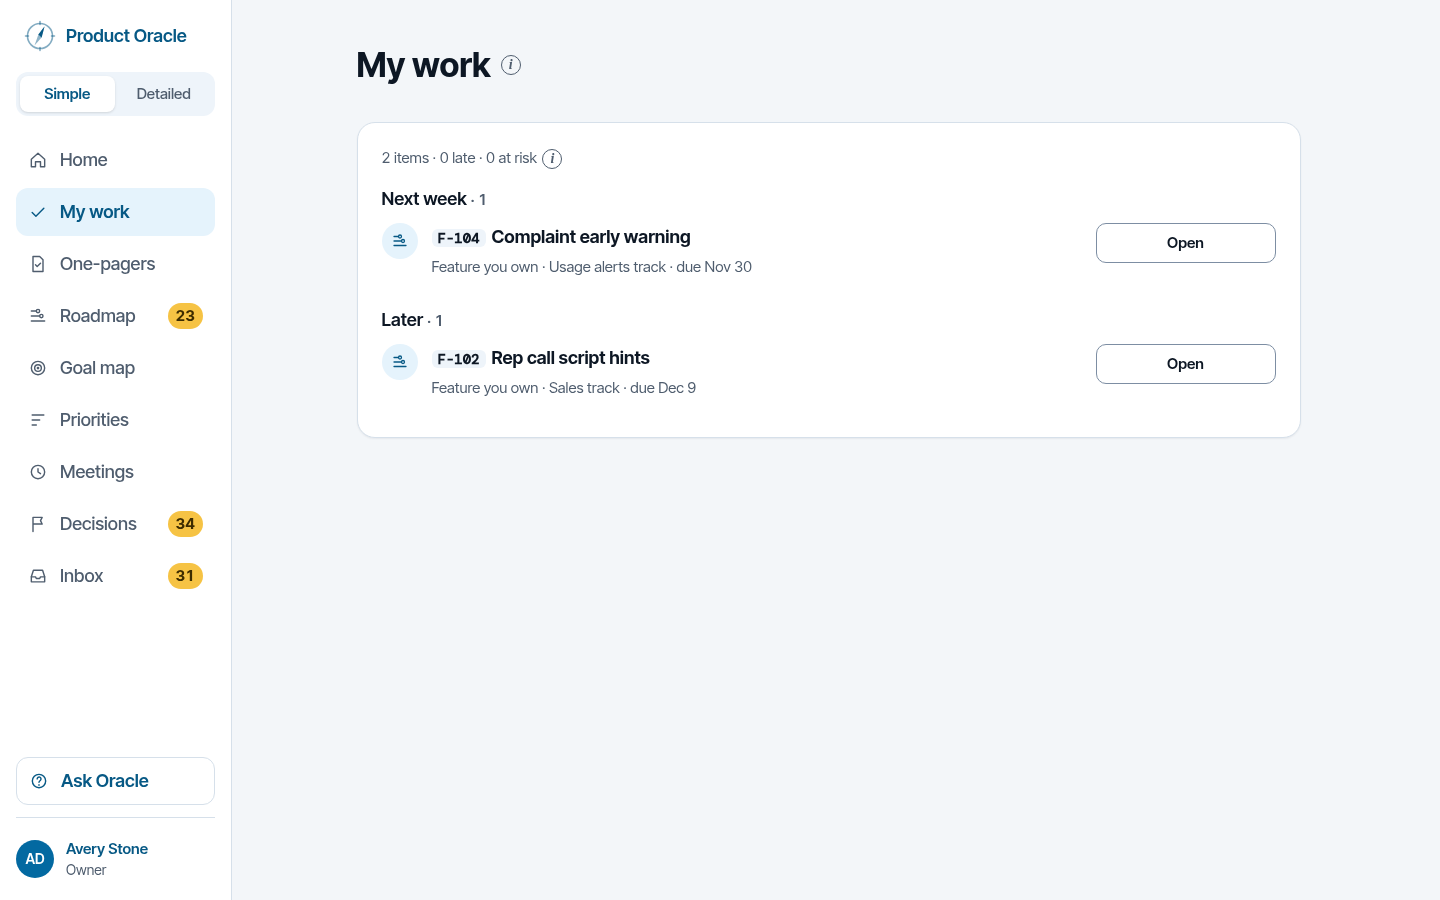 Product Oracle
Simple
Detailed
Home
My work
One-pagers
Roadmap 23
Goal map
Priorities
Meetings
Decisions 34
Inbox 31
Ask Oracle
AD
Avery Stone
Owner
My work i
2 items · 0 late · 0 at risk i
Next week · 1
F-104 Complaint early warning
Feature you own · Usage alerts track · due Nov 30
Open
Later · 1
F-102 Rep call script hints
Feature you own · Sales track · due Dec 9
Open